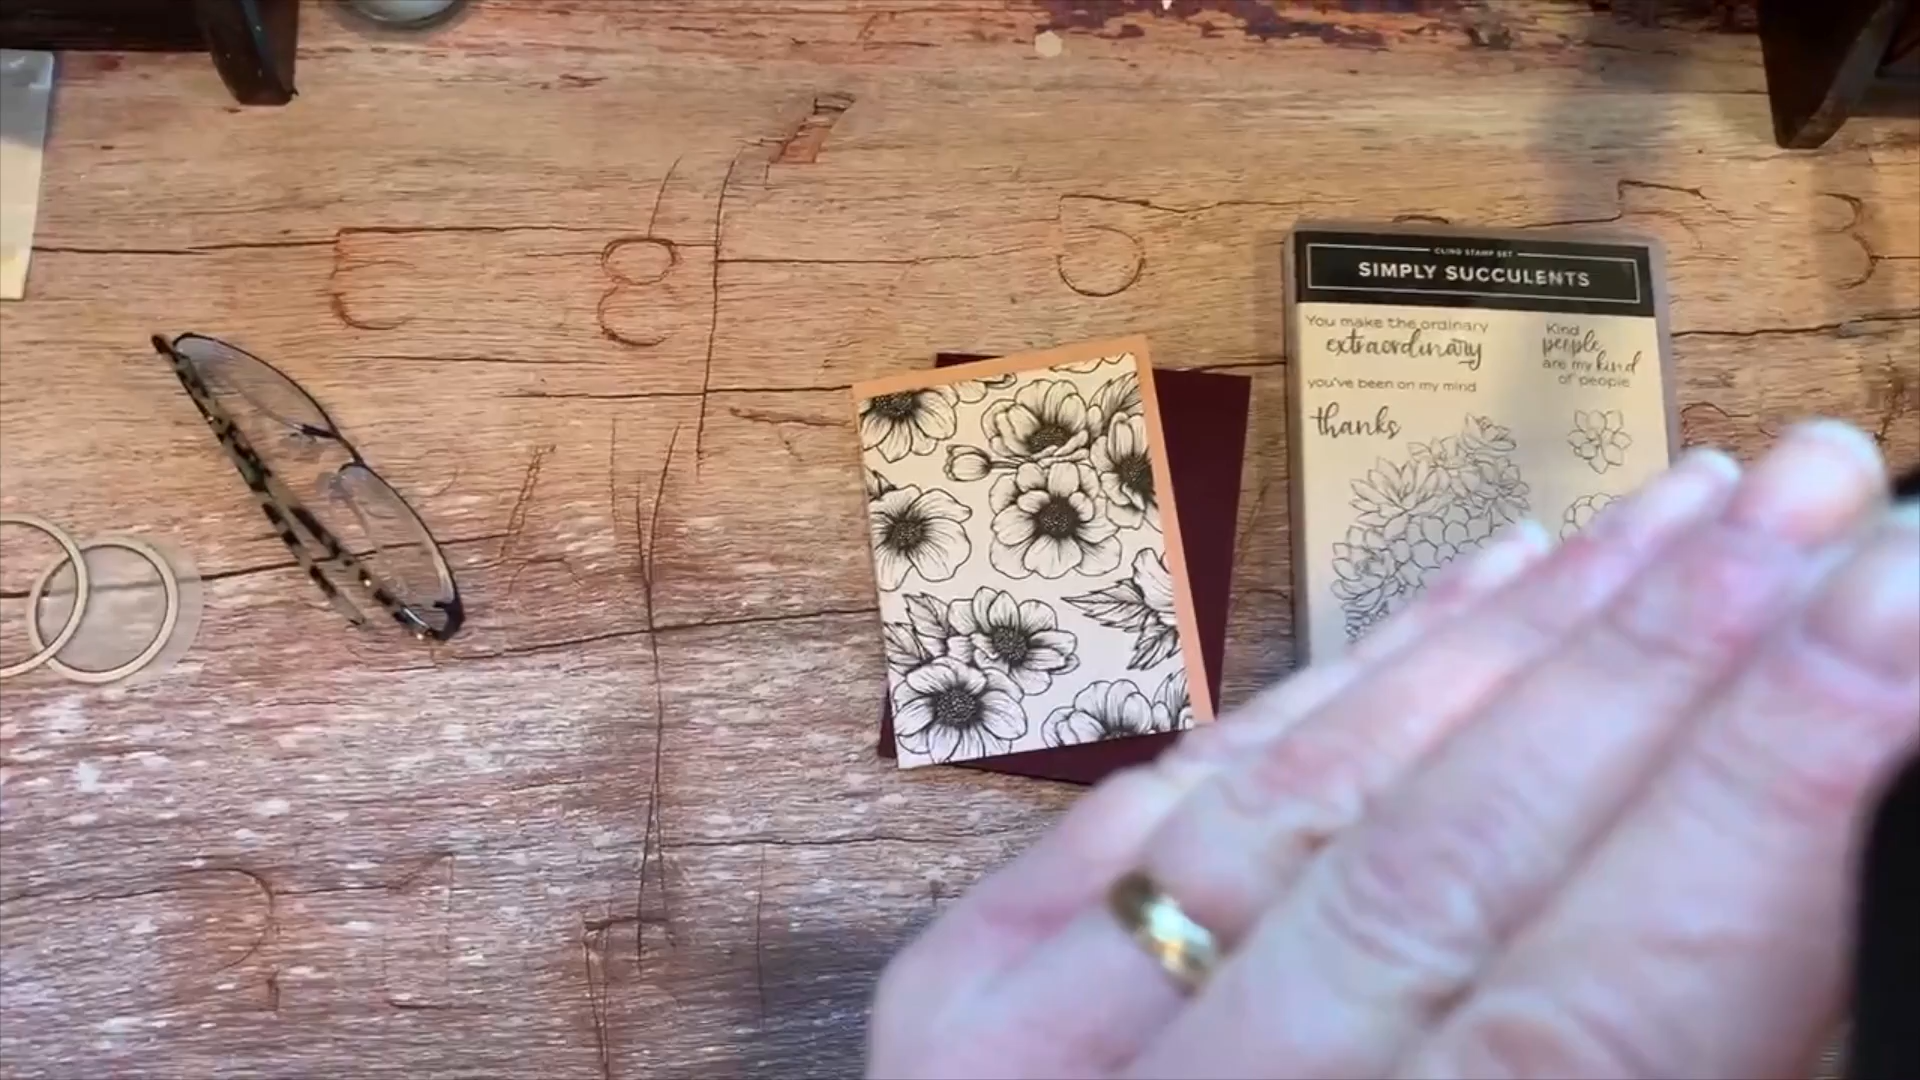 CLING STAMP SET
SIMPLY SUCCULENTS
You make the ordinary
extraordinary
Kind
people
are my kind
of people
you've been on my mind
thanks